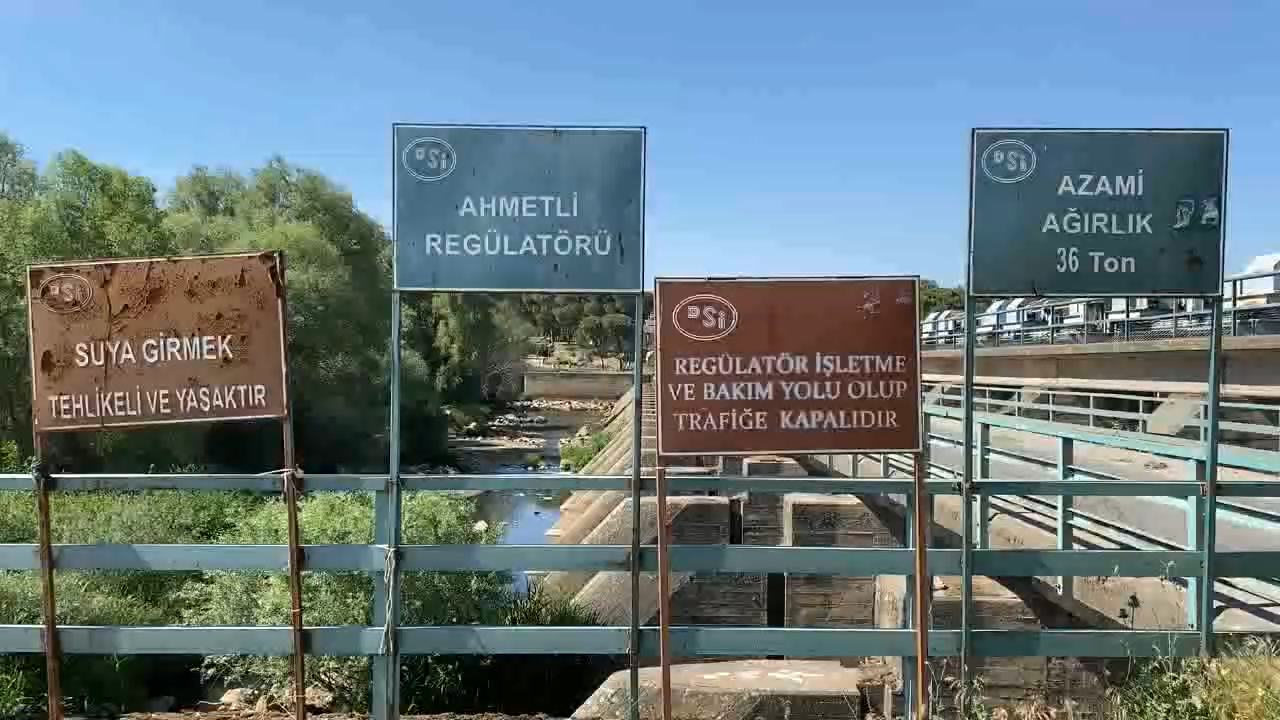 DSİ
SUYA GİRMEK
TEHLİKELİ VE YAŞAKTIR
DSİ
AHMETLİ
REGÜLATÖRÜ
DSİ
REGÜLATÖR İŞLETME
VE BAKIM YOLU OLUP
TRAFİĞE KAPALIDIR
DSİ
AZAMİ
AĞIRLIK
36 Ton